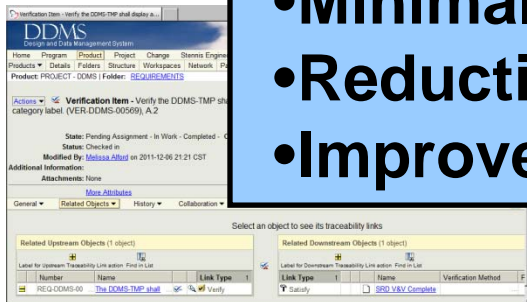 Verification Item - Verify the DDMS-TMP shall display a...
•Minimal
•Reducti
•Improve
DDMS
Design and Data Management System
Home Program Product Project Change Stennis Engine
Products Details Folders Structure Workspaces Network Pa
Product: PROJECT - DDMS | Folder: REQUIREMENTS
Actions Verification Item - Verify the DDMS-TMP sha
category label. (VER-DDMS-00569), A.2
State: Pending Assignment - In Work - Completed -
Status: Checked in
Modified By: Melissa Alford on 2011-12-06 21:21 CST
Additional Information:
Attachments: None
More Attributes
General Related Objects History Collaboration
Select an object to see its traceability links
Related Upstream Objects (1 object)
Label for Upstream Traceability Link action Find in List
Number Name Link Type
REQ-DDMS-00 ... The DDMS-TMP shall ... Verify
Related Downstream Objects (1 object)
Label for Downstream Traceability Link action Find in List
Link Type Name Verification Method F
Satisfy SRD V&V Complete